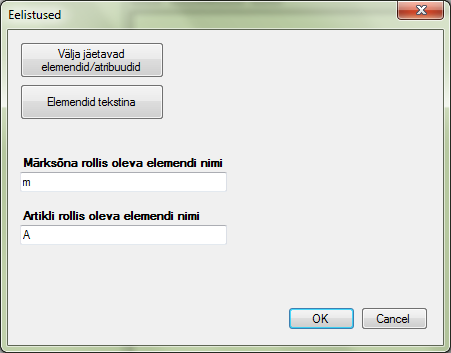 Eelistused
Välja jäetavad
elemendid/atribuudid
Elemendid tekstina
Märksõna rollis oleva elemendi nimi
m
Artikli rollis oleva elemendi nimi
A
OK
Cancel